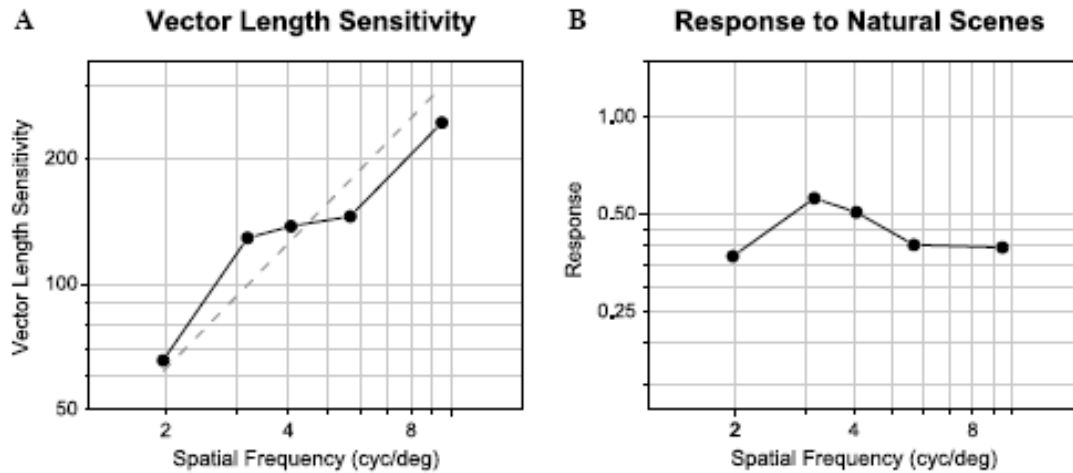 A
Vector Length Sensitivity
Vector Length Sensitivity
200
100
50
2
4
8
Spatial Frequency (cyc/deg)
B
Response to Natural Scenes
Response
1.00
0.50
0.25
2
4
8
Spatial Frequency (cyc/deg)